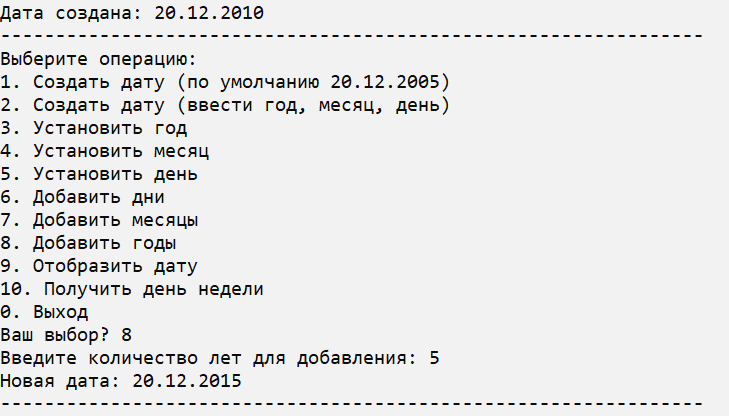 Дата создана: 20.12.2010
----------------------------------------------------------------
Выберите операцию:
1. Создать дату (по умолчанию 20.12.2005)
2. Создать дату (ввести год, месяц, день)
3. Установить год
4. Установить месяц
5. Установить день
6. Добавить дни
7. Добавить месяцы
8. Добавить годы
9. Отобразить дату
10. Получить день недели
0. Выход
Ваш выбор? 8
Введите количество лет для добавления: 5
Новая дата: 20.12.2015
----------------------------------------------------------------